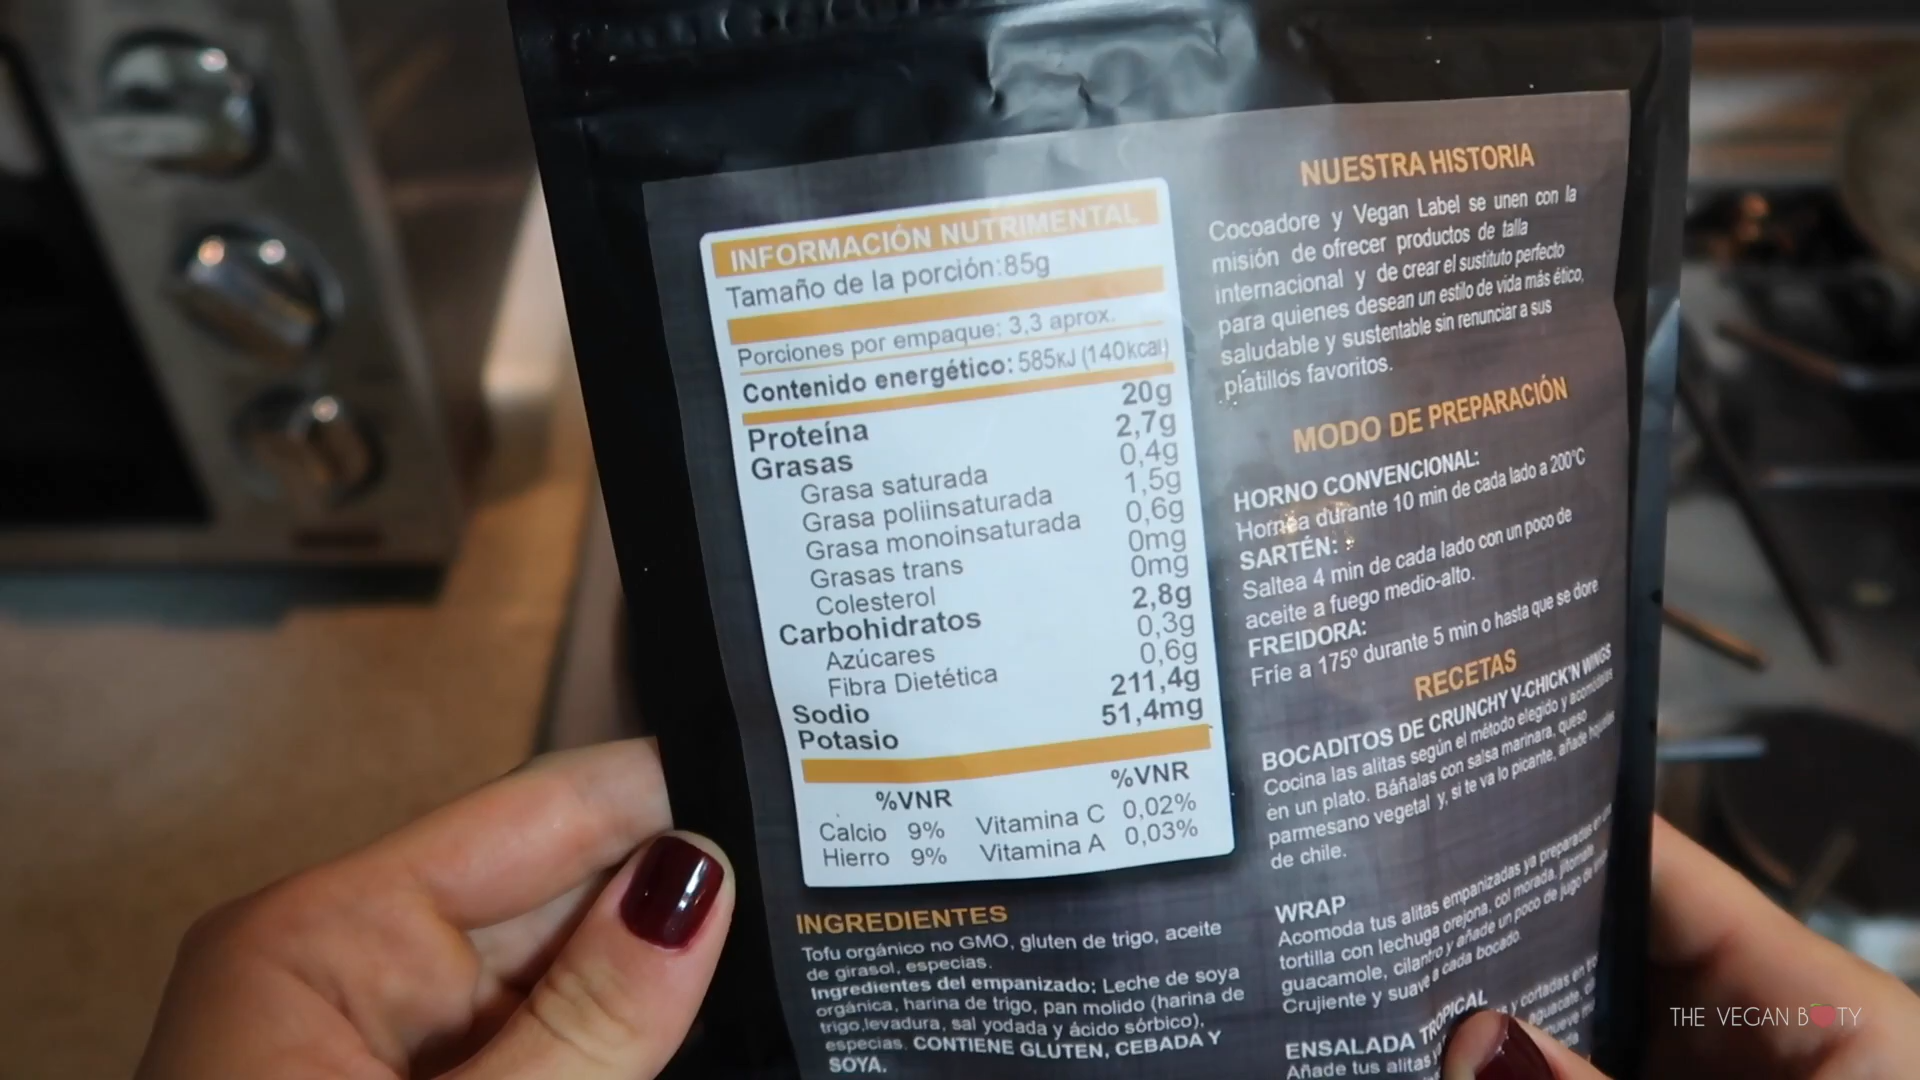 INFORMACIÓN NUTRIMENTAL
Tamaño de la porción:85g
Porciones por empaque: 3,3 aprox.
Contenido energético: 585KJ (140kcal)
Proteína 20g
Grasas 2,7g
Grasa saturada 0,4g
Grasa poliinsaturada 1,5g
Grasa monoinsaturada 0,6g
Grasas trans 0mg
Colesterol 0mg
Carbohidratos 2,8g
Azúcares 0,3g
Fibra Dietética 0,6g
Sodio 211,4g
Potasio 51,4mg
%VNR %VNR
Calcio 9% Vitamina C 0,02%
Hierro 9% Vitamina A 0,03%
INGREDIENTES
Tofu orgánico no GMO, gluten de trigo, aceite
de girasol, especias.
Ingredientes del empanizado: Leche de soya
orgánica, harina de trigo, pan molido (harina de
trigo,levadura, sal yodada y ácido sórbico),
especias. CONTIENE GLUTEN, CEBADA Y
SOYA.
NUESTRA HISTORIA
Cocoadore y Vegan Label se unen con la
misión de ofrecer productos de talla
internacional y de crear el sustituto perfecto
para quienes desean un estilo de vida más ético,
saludable y sustentable sin renunciar a sus
platillos favoritos.
MODO DE PREPARACIÓN
HORNO CONVENCIONAL:
Hornea durante 10 min de cada lado a 200°C
SARTÉN:
Saltea 4 min de cada lado con un poco de
aceite a fuego medio-alto.
FREIDORA:
Fríe a 175º durante 5 min o hasta que se dore
RECETAS
BOCADITOS DE CRUNCHY V-CHICK'N WINGS
Cocina las alitas según el método elegido y acomódalas
en un plato. Báñalas con salsa marinara, queso
parmesano vegetal y, si te va lo picante, añade hojuelas
de chile.
WRAP
Acomoda tus alitas empanizadas ya preparadas en una
tortilla con lechuga orejona, col morada, jitomate
guacamole, cilantro y añade un poco de jugo de
Crujiente y suave a cada bocado.
ENSALADA TROPICAL
Añade tus alitas y cortadas en
aguacate,
THE VEGAN BOTY